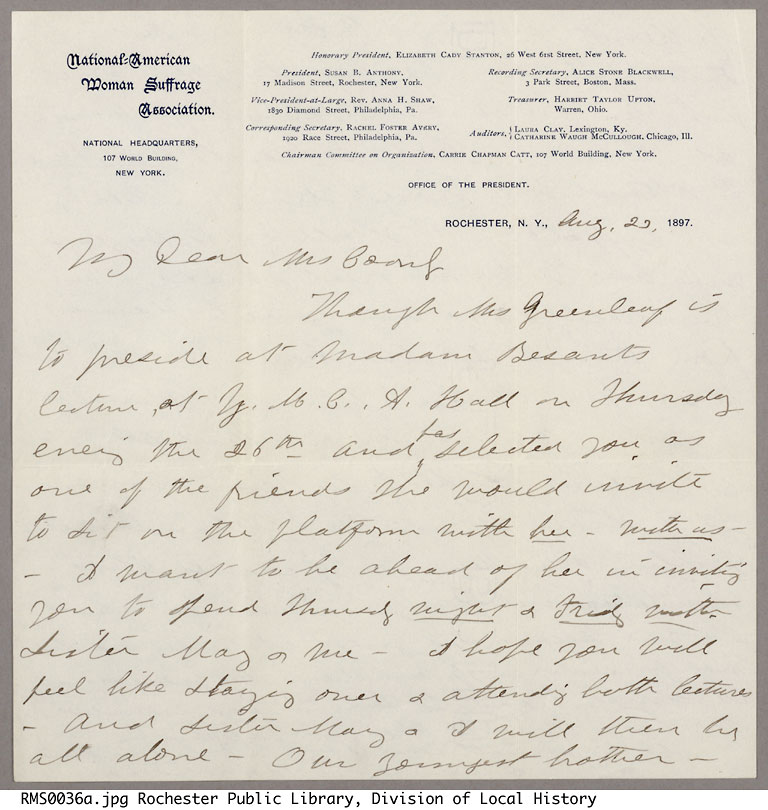 National-American
Woman Suffrage
Association.
NATIONAL HEADQUARTERS,
107 WORLD BUILDING,
NEW YORK.
Honorary President, ELIZABETH CADY STANTON, 26 West 61st Street, New York.
President, SUSAN B. ANTHONY,
17 Madison Street, Rochester, New York.
Recording Secretary, ALICE STONE BLACKWELL,
3 Park Street, Boston, Mass.
Vice-President-at-Large, REV. ANNA H. SHAW,
1830 Diamond Street, Philadelphia, Pa.
Treasurer, HARRIET TAYLOR UPTON,
Warren, Ohio.
Corresponding Secretary, RACHEL FOSTER AVERY,
1920 Race Street, Philadelphia, Pa.
Auditors, { LAURA CLAY, Lexington, Ky.
CATHARINE WAUGH MCCULLOUGH, Chicago, Ill.
Chairman Committee on Organization, CARRIE CHAPMAN CATT, 107 World Building, New York.
OFFICE OF THE PRESIDENT.
ROCHESTER, N. Y., Aug, 1897.
My Dear Mrs
Though Mrs Greenleaf is
to preside at Madam Besants
lecture, at Y. M. C. A. Hall on Thursday
evening the 26th and has selected you as
one of the friends she would invite
to sit on the platform with her - with us -
- I want to be ahead of her in inviting
you to spend Thursday night & Friday with
Sister Mary & me - I hope you will
feel like staying over & attending both lectures
- And sister Mary & I will then be
all alone - Our youngest brother -
RMS0036a.jpg Rochester Public Library, Division of Local History